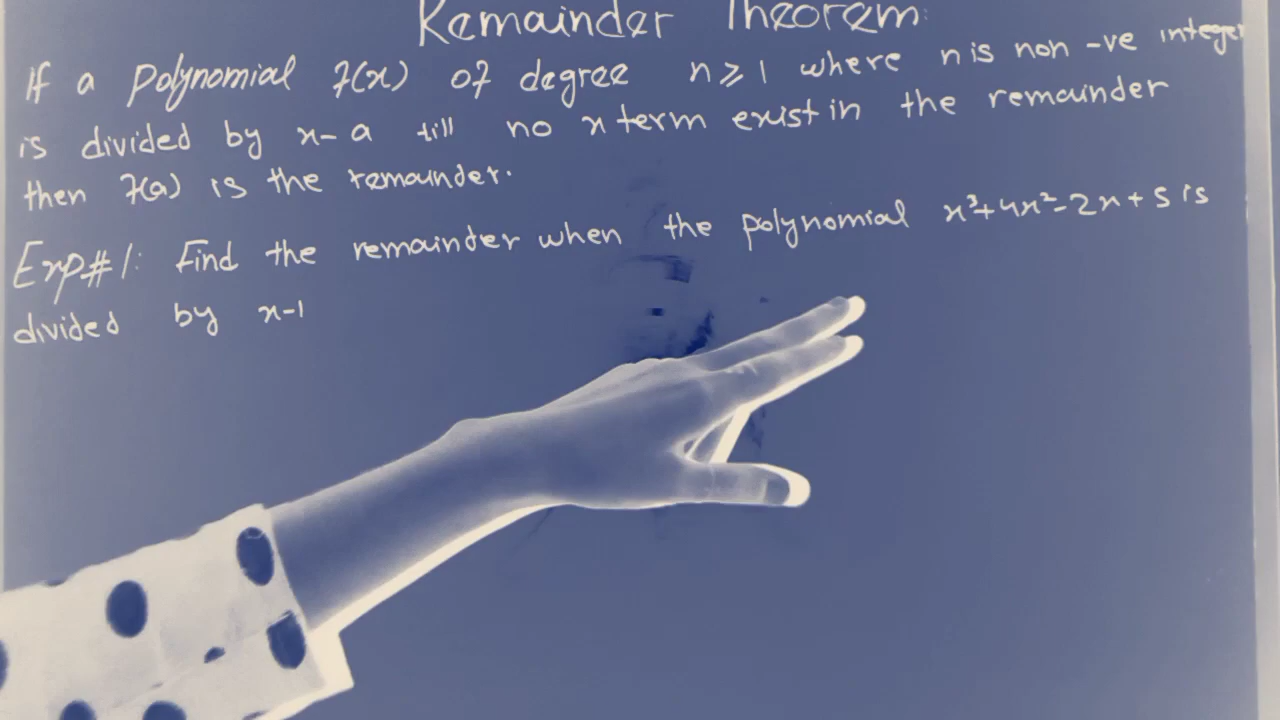 Remainder Theorem:
If a Polynomial f(x) of degree n ≥ 1 where n is non -ve integer
is divided by x-a till no x term exist in the remainder
then f(a) is the remainder.
Exp#1: Find the remainder when the polynomial x³+4x²-2x+5 is
divided by x-1